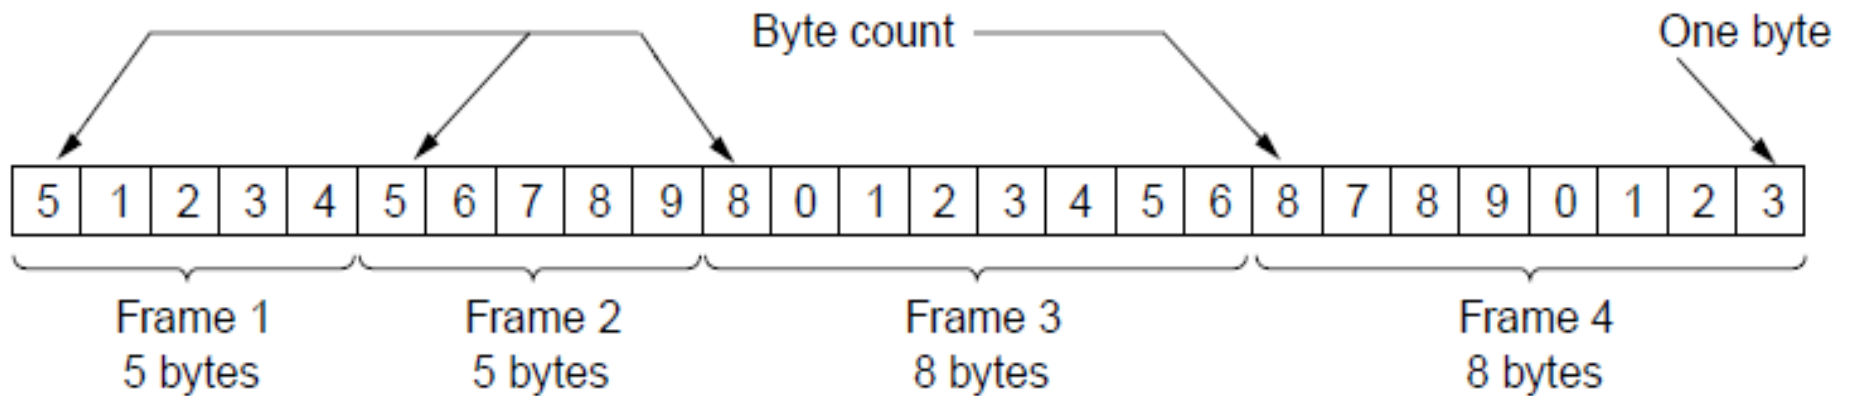 Byte count One byte
5 1 2 3 4 5 6 7 8 9 8 0 1 2 3 4 5 6 8 7 8 9 0 1 2 3
Frame 1 Frame 2 Frame 3 Frame 4
5 bytes 5 bytes 8 bytes 8 bytes